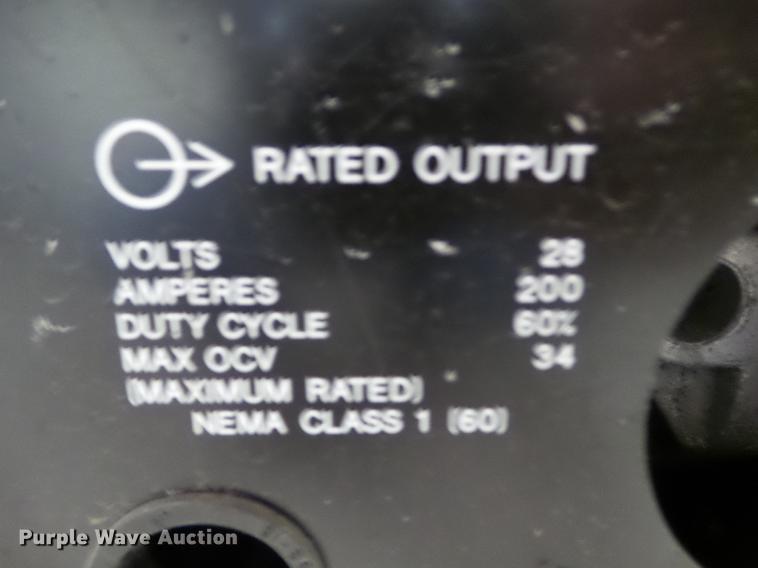 RATED OUTPUT
VOLTS 28
AMPERES 200
DUTY CYCLE 60%
MAX OCV 34
(MAXIMUM RATED)
NEMA CLASS 1 (60)
Purple Wave Auction